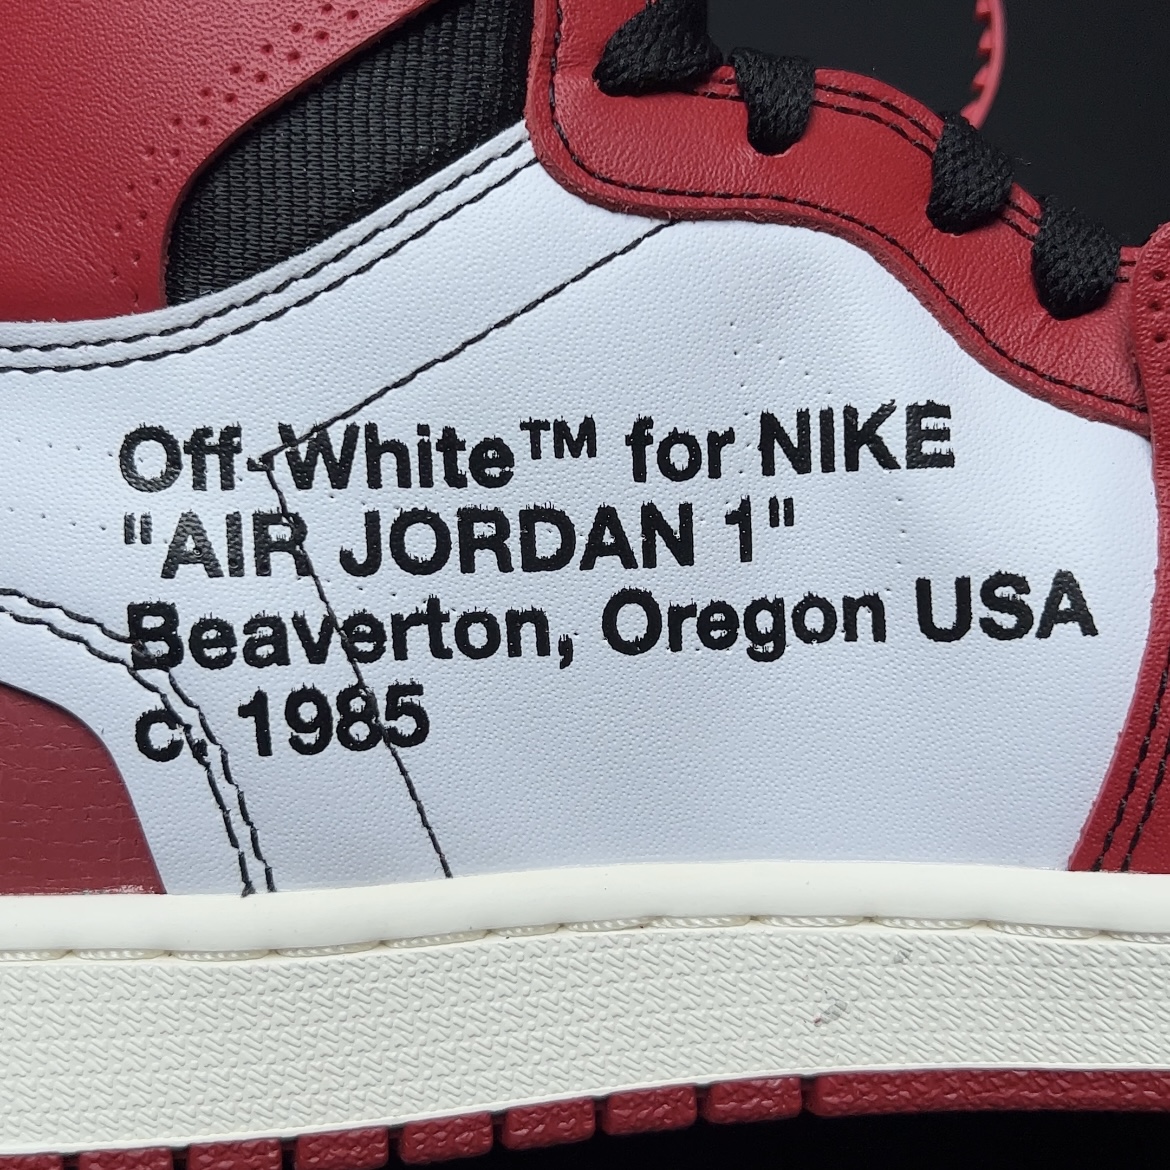 Off-White™ for NIKE
"AIR JORDAN 1"
Beaverton, Oregon USA
c. 1985